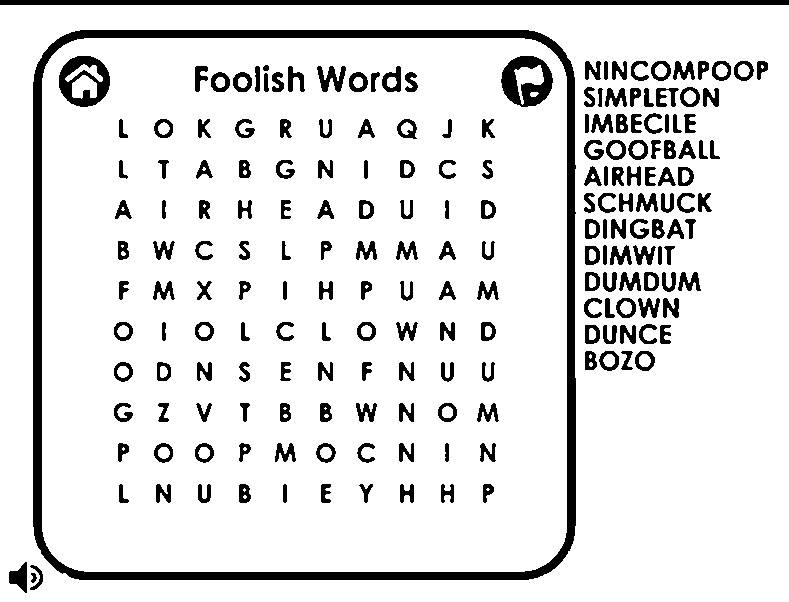 Foolish Words
L O K G R U A Q J K
L T A B G N I D C S
A I R H E A D U I D
B W C S L P M M A U
F M X P I H P U A M
O I O L C L O W N D
O D N S E N F N U U
G Z V T B B W N O M
P O O P M O C N I N
L N U B I E Y H H P
NINCOMPOOP
SIMPLETON
IMBECILE
GOOFBALL
AIRHEAD
SCHMUCK
DINGBAT
DIMWIT
DUMDUM
CLOWN
DUNCE
BOZO